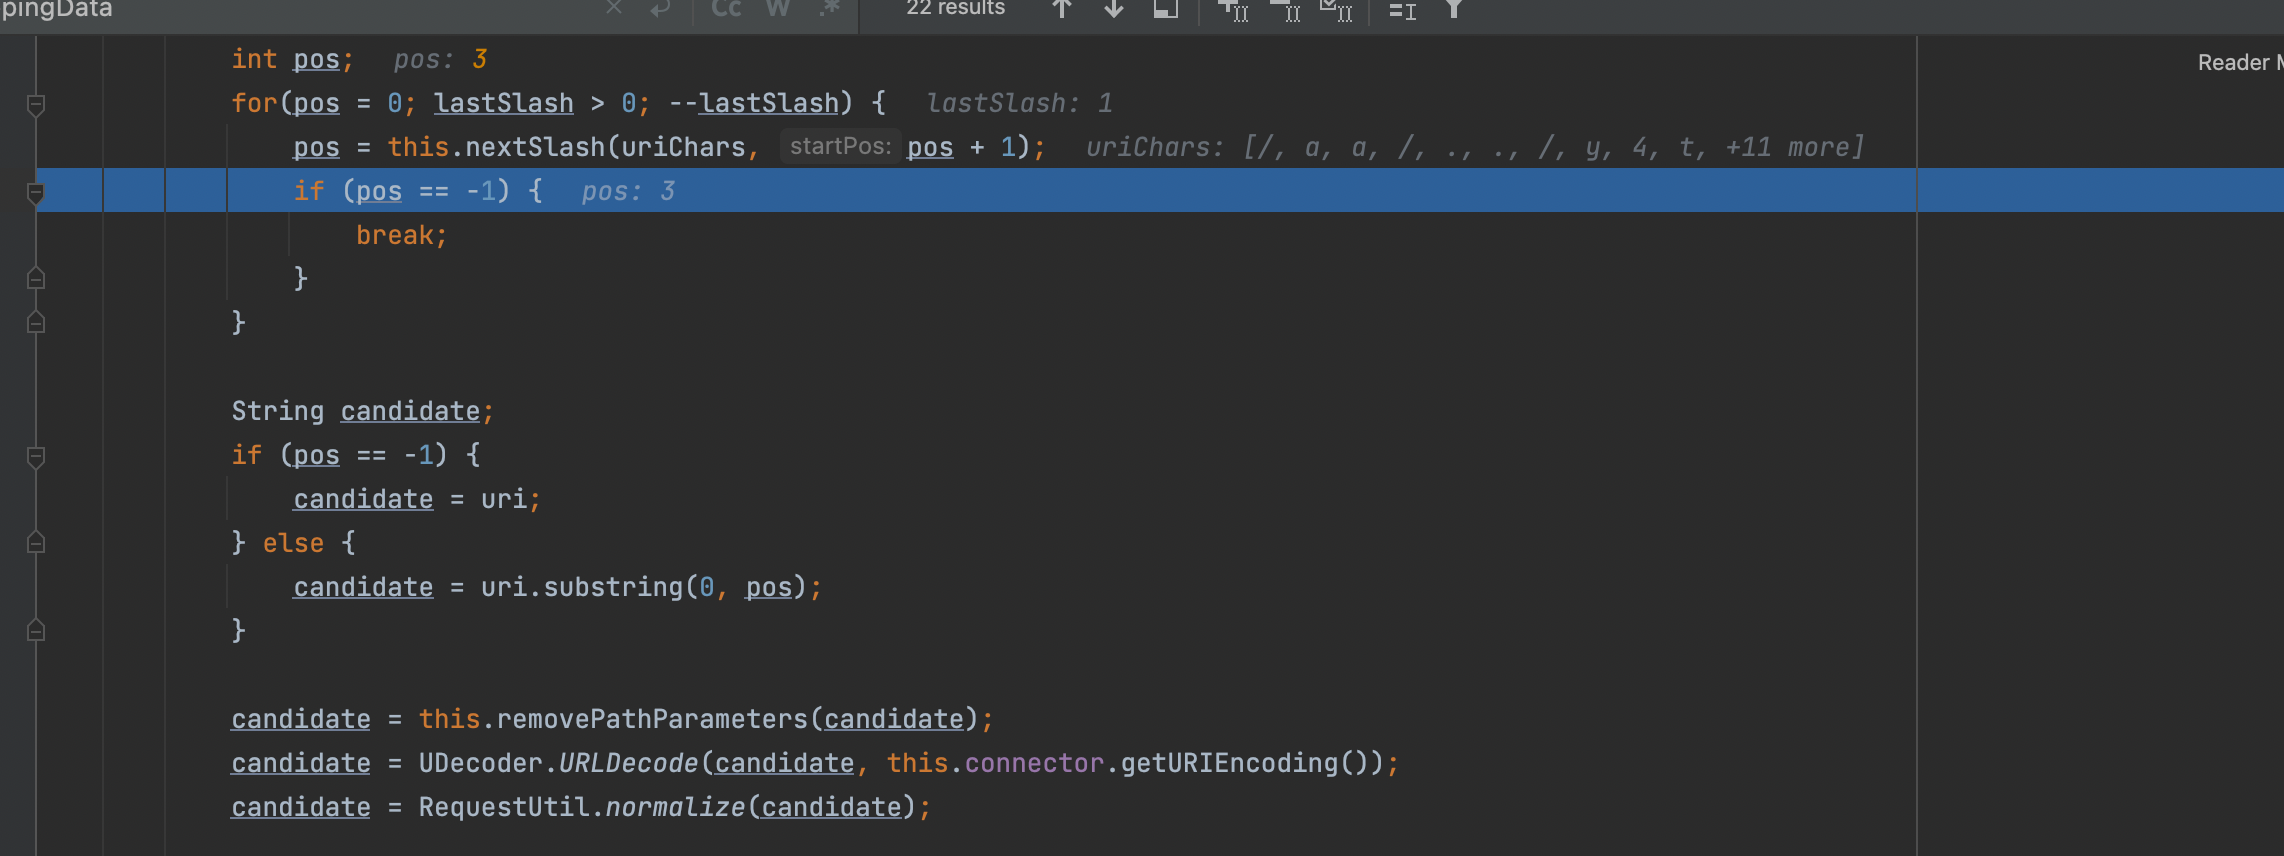 pingData Cc W .* 22 results
int pos; pos: 3
Reader M
for(pos = 0; lastSlash > 0; --lastSlash) { lastSlash: 1
pos = this.nextSlash(uriChars, startPos: pos + 1); uriChars: [/, a, a, /, ., ., /, y, 4, t, +11 more]
if (pos == -1) { pos: 3
break;
}
}
String candidate;
if (pos == -1) {
candidate = uri;
} else {
candidate = uri.substring(0, pos);
}
candidate = this.removePathParameters(candidate);
candidate = UDecoder.URLDecode(candidate, this.connector.getURIEncoding());
candidate = RequestUtil.normalize(candidate);